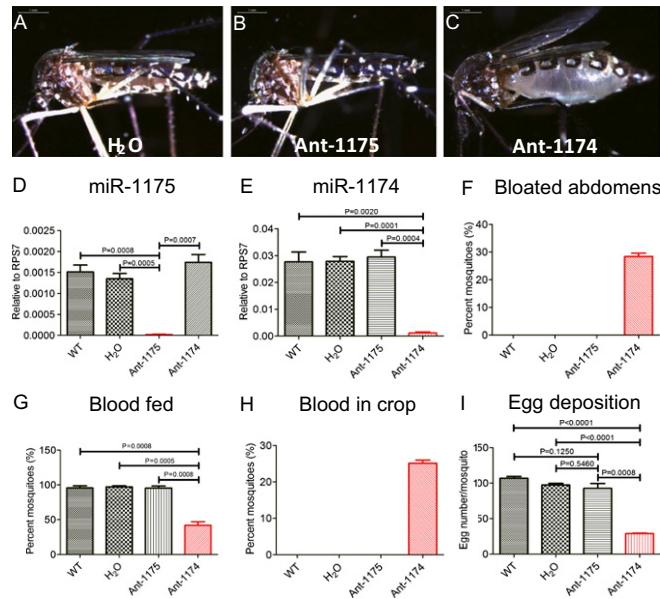 A
B
C
1 mm
1 mm
1 mm
H₂O
Ant-1175
Ant-1174
D
miR-1175
Relative to RPS7
0.0025
0.0020
0.0015
0.0010
0.0005
0.0000
P=0.0007
P=0.0008
P=0.0005
WT
H₂O
Ant-1175
Ant-1174
E
miR-1174
Relative to RPS7
0.04
0.03
0.02
0.01
0.00
P=0.0020
P=0.0001
P=0.0004
WT
H₂O
Ant-1175
Ant-1174
F
Bloated abdomens
Percent mosquitoes (%)
40
30
20
10
0
WT
H₂O
Ant-1175
Ant-1174
G
Blood fed
Percent mosquitoes (%)
150
100
50
0
P=0.0008
P=0.0005
P=0.0008
WT
H₂O
Ant-1175
Ant-1174
H
Blood in crop
Percent mosquitoes (%)
30
20
10
0
WT
H₂O
Ant-1175
Ant-1174
I
Egg deposition
Egg number/mosquito
150
100
50
0
P<0.0001
P<0.0001
P=0.1250
P=0.5460
P=0.0008
WT
H₂O
Ant-1175
Ant-1174